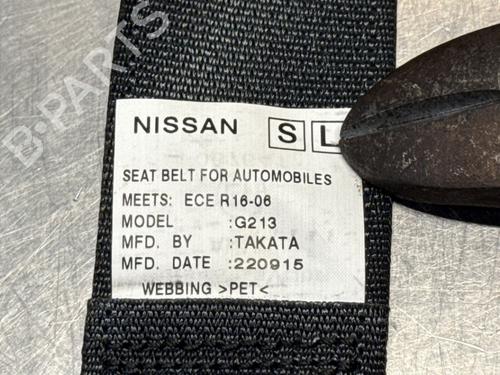 NISSAN S L
SEAT BELT FOR AUTOMOBILES
MEETS: ECE R16-06
MODEL :G213
MFD. BY :TAKATA
MFD. DATE :220915
WEBBING >PET<
B-PARTS